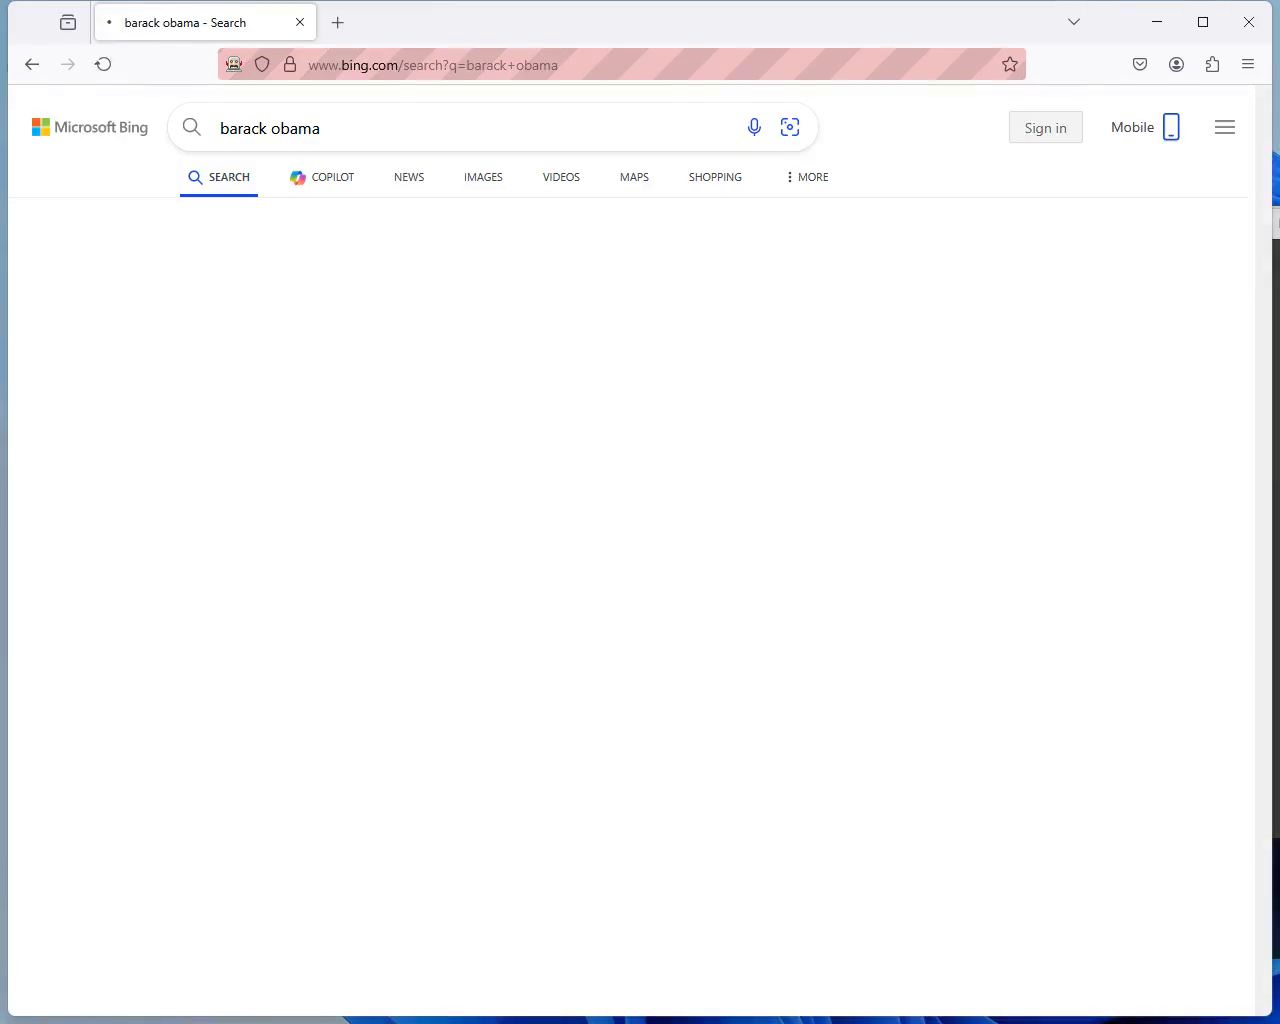 barack obama - Search
www.bing.com/search?q=barack+obama
Microsoft Bing
barack obama
Sign in
Mobile
SEARCH
COPILOT
NEWS
IMAGES
VIDEOS
MAPS
SHOPPING
MORE